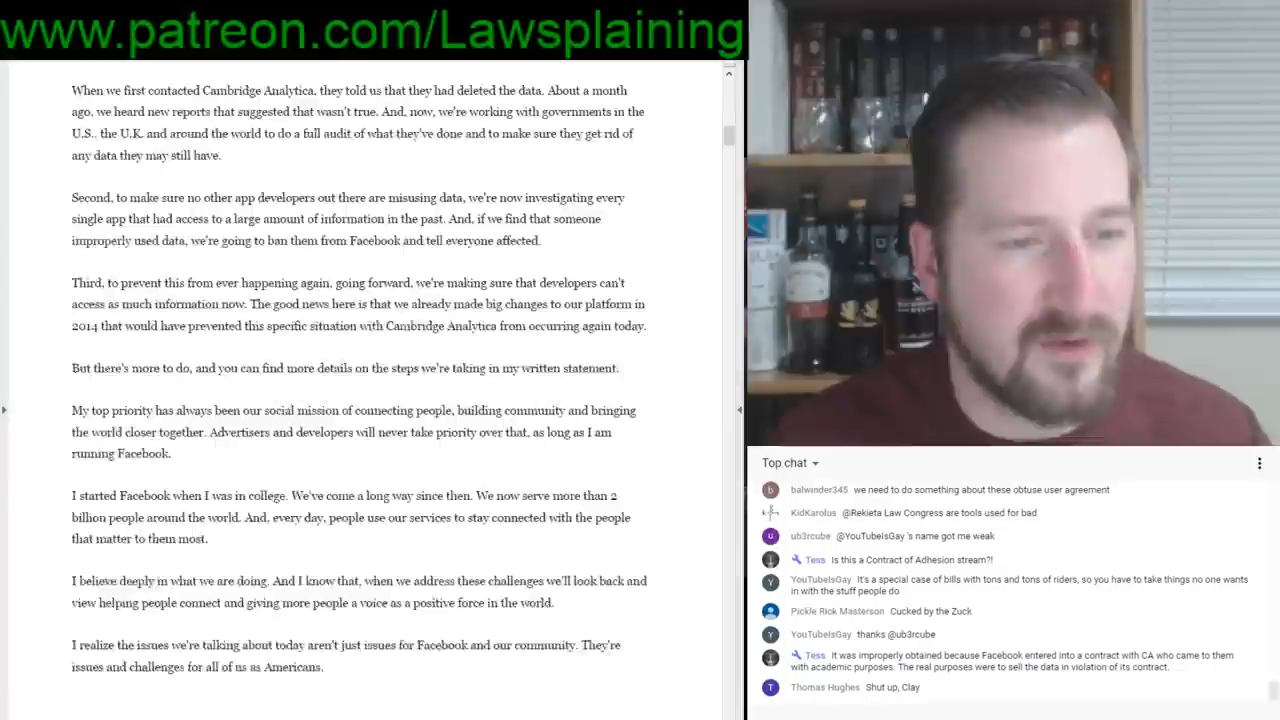 www.patreon.com/Lawsplaining
When we first contacted Cambridge Analytica, they told us that they had deleted the data. About a month
ago, we heard new reports that suggested that wasn't true. And, now, we're working with governments in the
U.S., the U.K. and around the world to do a full audit of what they've done and to make sure they get rid of
any data they may still have.
Second, to make sure no other app developers out there are misusing data, we're now investigating every
single app that had access to a large amount of information in the past. And, if we find that someone
improperly used data, we're going to ban them from Facebook and tell everyone affected.
Third, to prevent this from ever happening again, going forward, we're making sure that developers can't
access as much information now. The good news here is that we already made big changes to our platform in
2014 that would have prevented this specific situation with Cambridge Analytica from occurring again today.
But there's more to do, and you can find more details on the steps we're taking in my written statement.
My top priority has always been our social mission of connecting people, building community and bringing
the world closer together. Advertisers and developers will never take priority over that, as long as I am
running Facebook.
I started Facebook when I was in college. We've come a long way since then. We now serve more than 2
billion people around the world. And, every day, people use our services to stay connected with the people
that matter to them most.
I believe deeply in what we are doing. And I know that, when we address these challenges we'll look back and
view helping people connect and giving more people a voice as a positive force in the world.
I realize the issues we're talking about today aren't just issues for Facebook and our community. They're
issues and challenges for all of us as Americans.
Top chat
balwinder345 we need to do something about these obtuse user agreement
KidKarolus @Rekieta Law Congress are tools used for bad
ub3rcube @YouTubeIsGay 's name got me weak
Tess Is this a Contract of Adhesion stream?!
YouTubeIsGay It's a special case of bills with tons and tons of riders, so you have to take things no one wants
in with the stuff people do
Pickle Rick Masterson Cucked by the Zuck
YouTubeIsGay thanks @ub3rcube
Tess It was improperly obtained because Facebook entered into a contract with CA who came to them
with academic purposes. The real purposes were to sell the data in violation of its contract.
Thomas Hughes Shut up, Clay